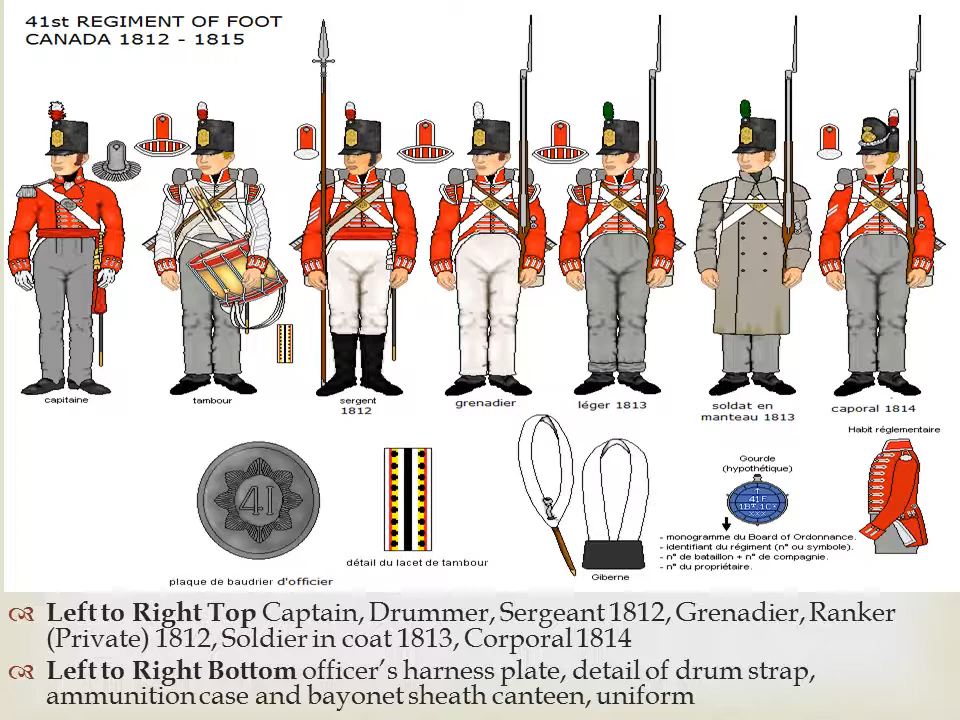 41st REGIMENT OF FOOT
CANADA 1812 - 1815
capitaine
tambour
sergent
1812
grenadier
léger 1813
soldat en
manteau 1813
caporal 1814
Habit réglementaire
41
plaque de baudrier d'officier
détail du lacet de tambour
Giberne
Gourde
(hypothétique)
41F
1Bᵗ.1Cʸ
XXX
- monogramme du Board of Ordonnance.
- identifiant du régiment (n° ou symbole).
- n° de bataillon + n° de compagnie.
- n° du propriétaire.
Left to Right Top Captain, Drummer, Sergeant 1812, Grenadier, Ranker
(Private) 1812, Soldier in coat 1813, Corporal 1814
Left to Right Bottom officer’s harness plate, detail of drum strap,
ammunition case and bayonet sheath canteen, uniform